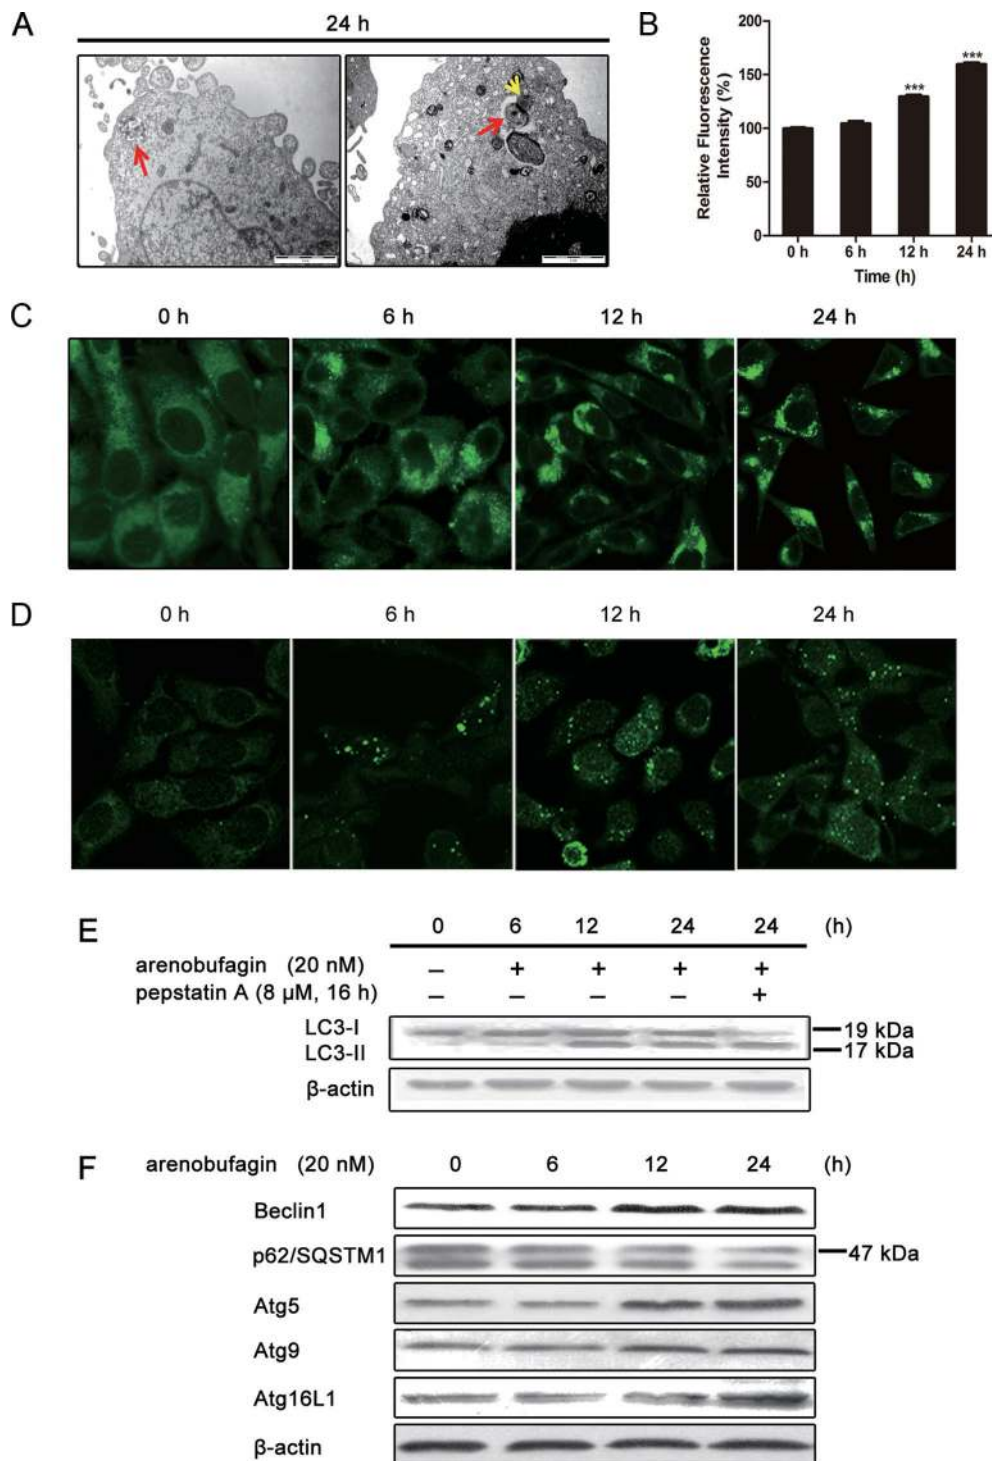 A
24 h
B
Relative Fluorescence
Intensity (%)
200
150
100
50
0
***
***
0 h 6 h 12 h 24 h
Time (h)
C
0 h 6 h 12 h 24 h
D
0 h 6 h 12 h 24 h
E
0 6 12 24 24 (h)
arenobufagin (20 nM) – + + + +
pepstatin A (8 μM, 16 h) – – – – +
LC3-I 19 kDa
LC3-II 17 kDa
β-actin
F
arenobufagin (20 nM) 0 6 12 24 (h)
Beclin1
p62/SQSTM1 47 kDa
Atg5
Atg9
Atg16L1
β-actin